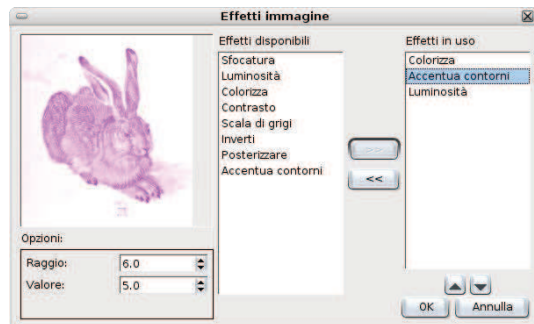 Effetti immagine
Effetti disponibili
Sfocatura
Luminosità
Colorizza
Contrasto
Scala di grigi
Inverti
Posterizzare
Accentua contorni
>>
<<
Effetti in uso
Colorizza
Accentua contorni
Luminosità
Opzioni:
Raggio: 6.0
Valore: 5.0
OK Annulla